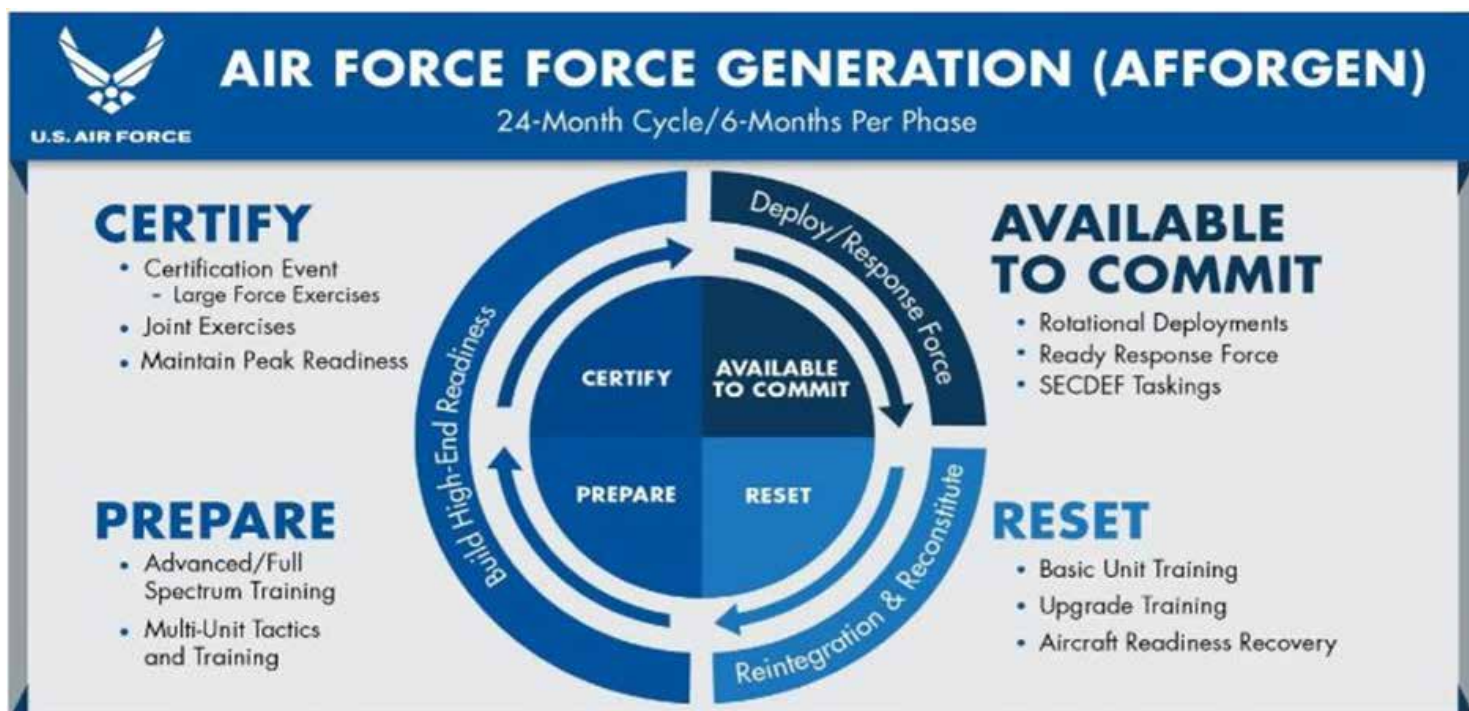 AIR FORCE FORCE GENERATION (AFFORGEN)
24-Month Cycle/6-Months Per Phase
U.S. AIR FORCE
CERTIFY
• Certification Event
- Large Force Exercises
• Joint Exercises
• Maintain Peak Readiness
PREPARE
• Advanced/Full
Spectrum Training
• Multi-Unit Tactics
and Training
Build High-End Readiness
Deploy/Response Force
Reintegration & Reconstitute
CERTIFY
AVAILABLE
TO COMMIT
PREPARE
RESET
AVAILABLE
TO COMMIT
• Rotational Deployments
• Ready Response Force
• SECDEF Taskings
RESET
• Basic Unit Training
• Upgrade Training
• Aircraft Readiness Recovery